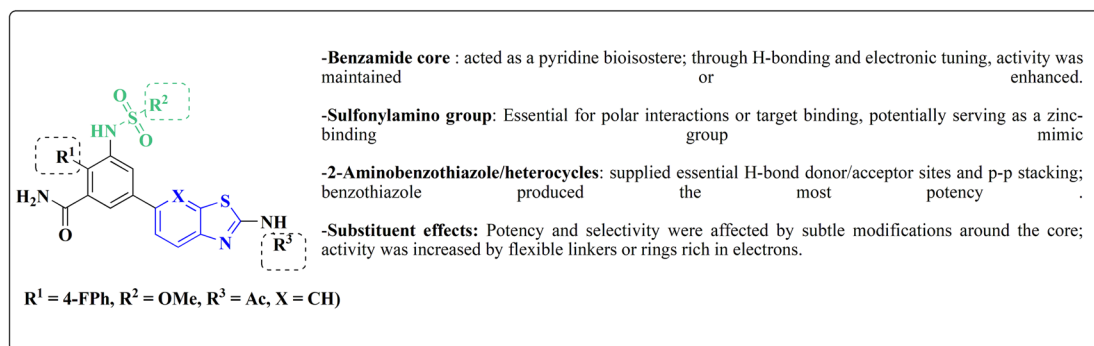 -Benzamide core : acted as a pyridine bioisostere; through H-bonding and electronic tuning, activity was
maintained or enhanced.
-Sulfonylamino group: Essential for polar interactions or target binding, potentially serving as a zinc-
binding group mimic
-2-Aminobenzothiazole/heterocycles: supplied essential H-bond donor/acceptor sites and p-p stacking;
benzothiazole produced the most potency .
-Substituent effects: Potency and selectivity were affected by subtle modifications around the core;
activity was increased by flexible linkers or rings rich in electrons.
O
R²
S
HN
O
R¹
X
S
H₂N
NH
O
N
R³
R¹ = 4-FPh, R² = OMe, R³ = Ac, X = CH)